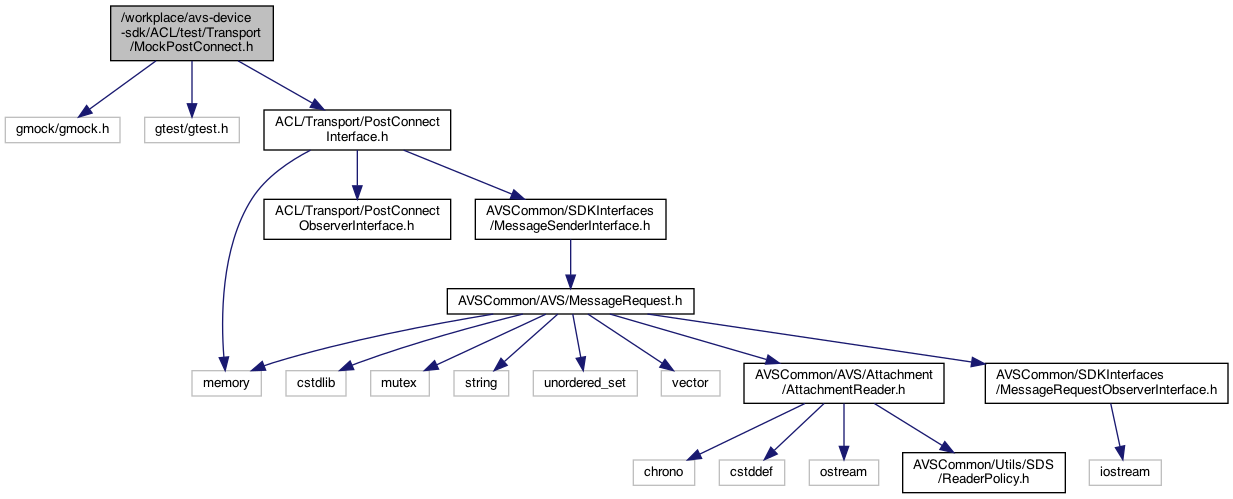 /workplace/avs-device
-sdk/ACL/test/Transport
/MockPostConnect.h
gmock/gmock.h
gtest/gtest.h
ACL/Transport/PostConnect
Interface.h
ACL/Transport/PostConnect
ObserverInterface.h
AVSCommon/SDKInterfaces
/MessageSenderInterface.h
AVSCommon/AVS/MessageRequest.h
memory
cstdlib
mutex
string
unordered_set
vector
AVSCommon/AVS/Attachment
/AttachmentReader.h
AVSCommon/SDKInterfaces
/MessageRequestObserverInterface.h
chrono
cstddef
ostream
AVSCommon/Utils/SDS
/ReaderPolicy.h
iostream